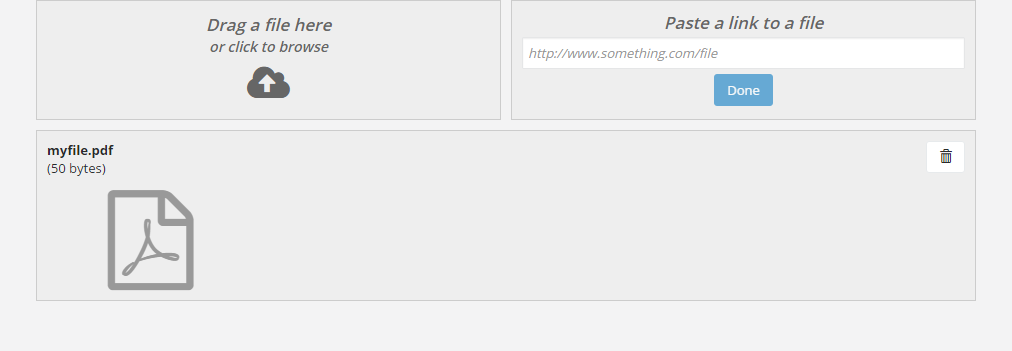 Drag a file here
or click to browse
Paste a link to a file
http://www.something.com/file
Done
myfile.pdf
(50 bytes)